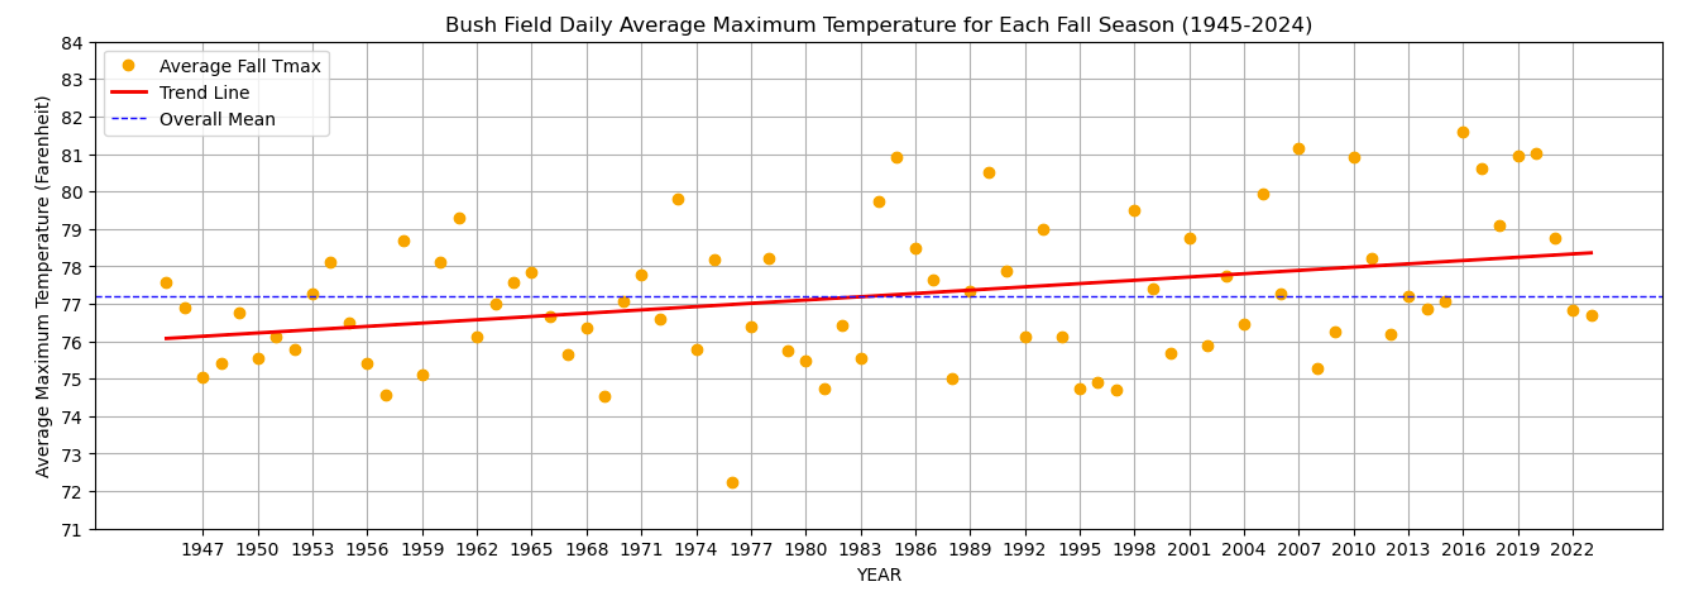 Bush Field Daily Average Maximum Temperature for Each Fall Season (1945-2024)
Average Fall Tmax
Trend Line
Overall Mean
Average Maximum Temperature (Farenheit)
84
83
82
81
80
79
78
77
76
75
74
73
72
71
1947 1950 1953 1956 1959 1962 1965 1968 1971 1974 1977 1980 1983 1986 1989 1992 1995 1998 2001 2004 2007 2010 2013 2016 2019 2022
YEAR